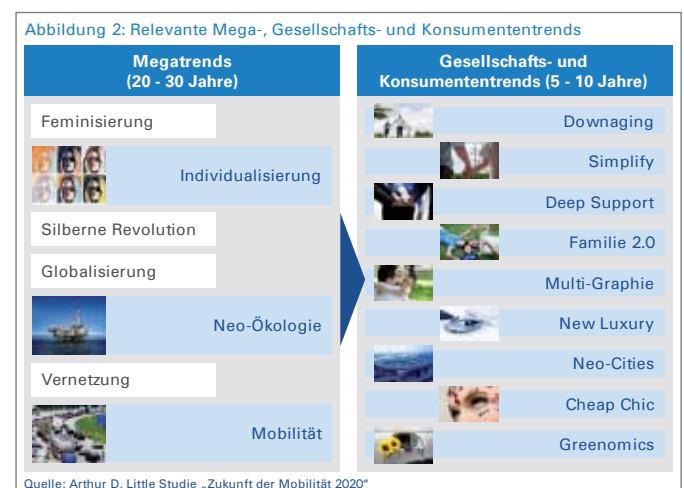 Abbildung 2: Relevante Mega-, Gesellschafts- und Konsumententrends
Megatrends
(20 - 30 Jahre)
Feminisierung
Individualisierung
Silberne Revolution
Globalisierung
Neo-Ökologie
Vernetzung
Mobilität
Gesellschafts- und
Konsumententrends (5 - 10 Jahre)
Downaging
Simplify
Deep Support
Familie 2.0
Multi-Graphie
New Luxury
Neo-Cities
Cheap Chic
Greenomics
Quelle: Arthur D. Little Studie „Zukunft der Mobilität 2020“